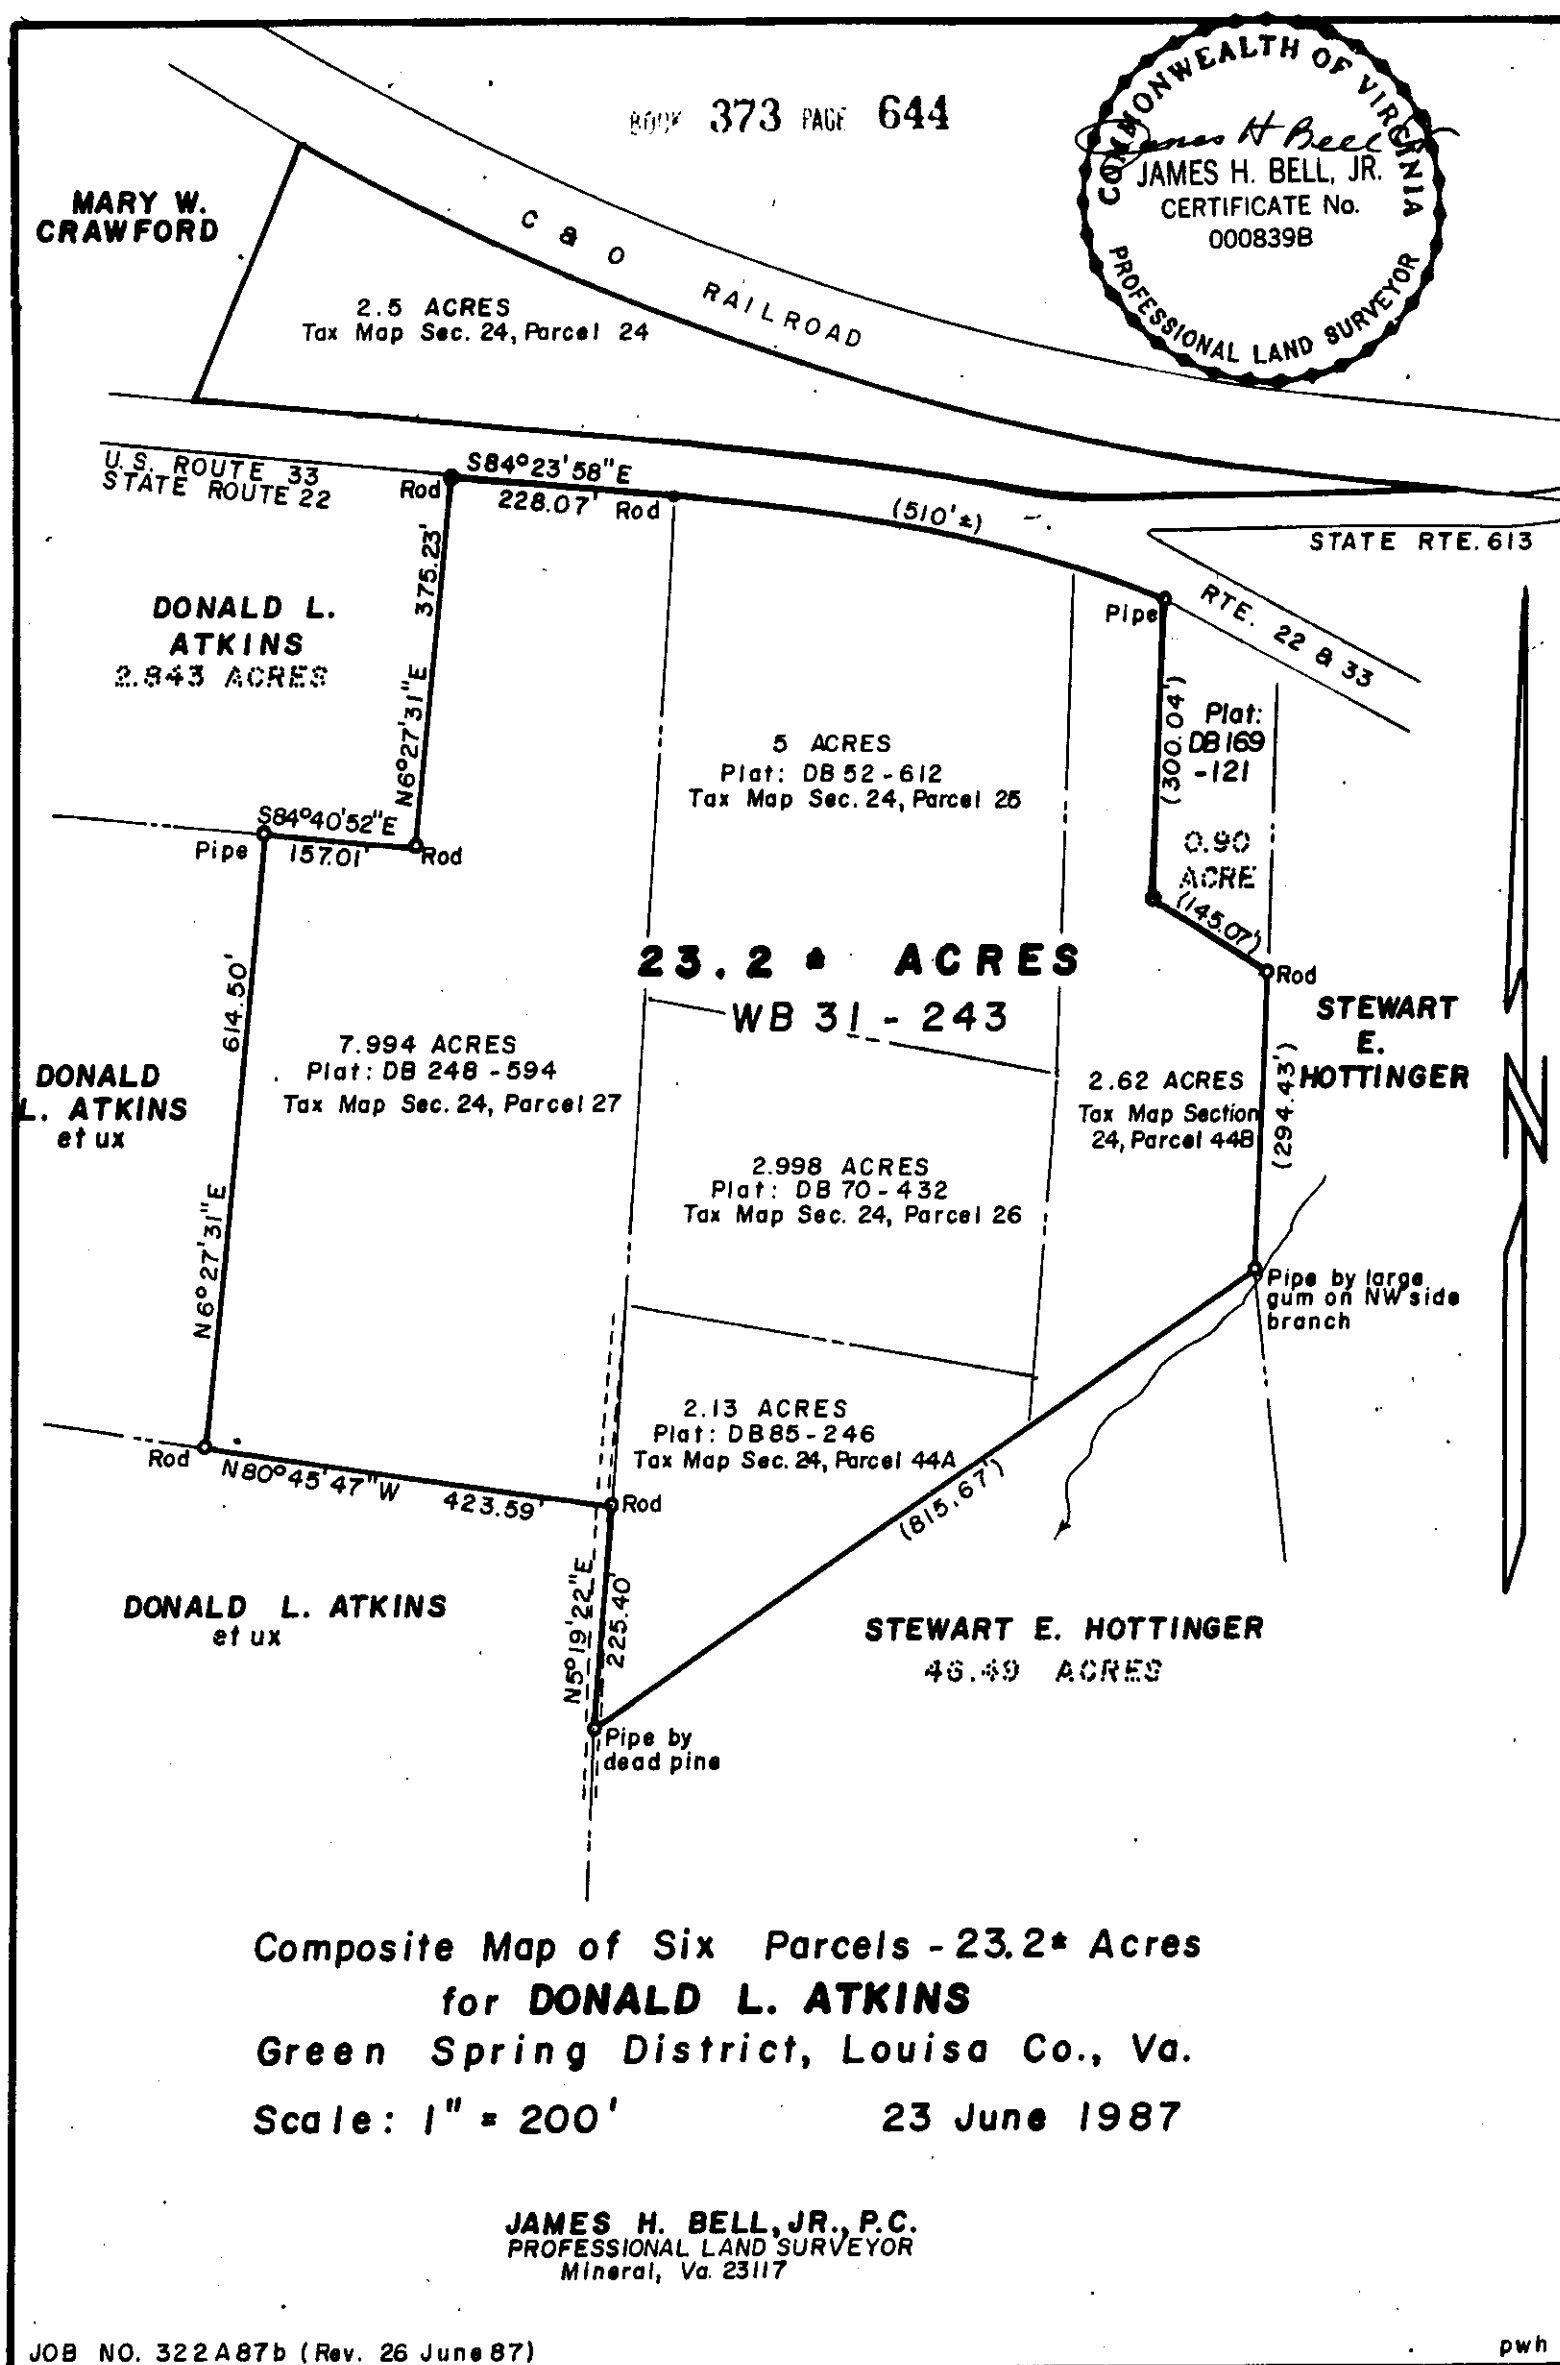 BOOK 373 PAGE 644
COMMONWEALTH OF VIRGINIA
James H Bell Jr
JAMES H. BELL, JR.
CERTIFICATE No.
000839B
PROFESSIONAL LAND SURVEYOR
MARY W.
CRAWFORD
C & O RAILROAD
2.5 ACRES
Tax Map Sec. 24, Parcel 24
U.S. ROUTE 33
STATE ROUTE 22
Rod
S84°23'58"E
228.07'
Rod
(510'±)
STATE RTE. 613
RTE. 22 & 33
Pipe
DONALD L.
ATKINS
2.843 ACRES
N6°27'31"E 375.23'
5 ACRES
Plat: DB 52-612
Tax Map Sec. 24, Parcel 25
(300.04')
Plat:
DB 169
-121
0.90
ACRE
(145.07')
Rod
S84°40'52"E
157.01'
Pipe
Rod
23.2 ± ACRES
WB 31-243
STEWART
E.
HOTTINGER
N6°27'31"E 614.50'
DONALD
L. ATKINS
et ux
7.994 ACRES
Plat: DB 248-594
Tax Map Sec. 24, Parcel 27
2.62 ACRES
Tax Map Section
24, Parcel 44B
(294.43')
N
2.998 ACRES
Plat: DB 70-432
Tax Map Sec. 24, Parcel 26
Pipe by large
gum on NW side
branch
2.13 ACRES
Plat: DB 85-246
Tax Map Sec. 24, Parcel 44A
(815.67')
Rod
N80°45'47"W 423.59'
Rod
N5°19'22"E
225.40'
DONALD L. ATKINS
et ux
STEWART E. HOTTINGER
46.49 ACRES
Pipe by
dead pine
Composite Map of Six Parcels - 23.2± Acres
for DONALD L. ATKINS
Green Spring District, Louisa Co., Va.
Scale: 1" = 200' 23 June 1987
JAMES H. BELL, JR., P.C.
PROFESSIONAL LAND SURVEYOR
Mineral, Va. 23117
JOB NO. 322A87b (Rev. 26 June 87)
pwh